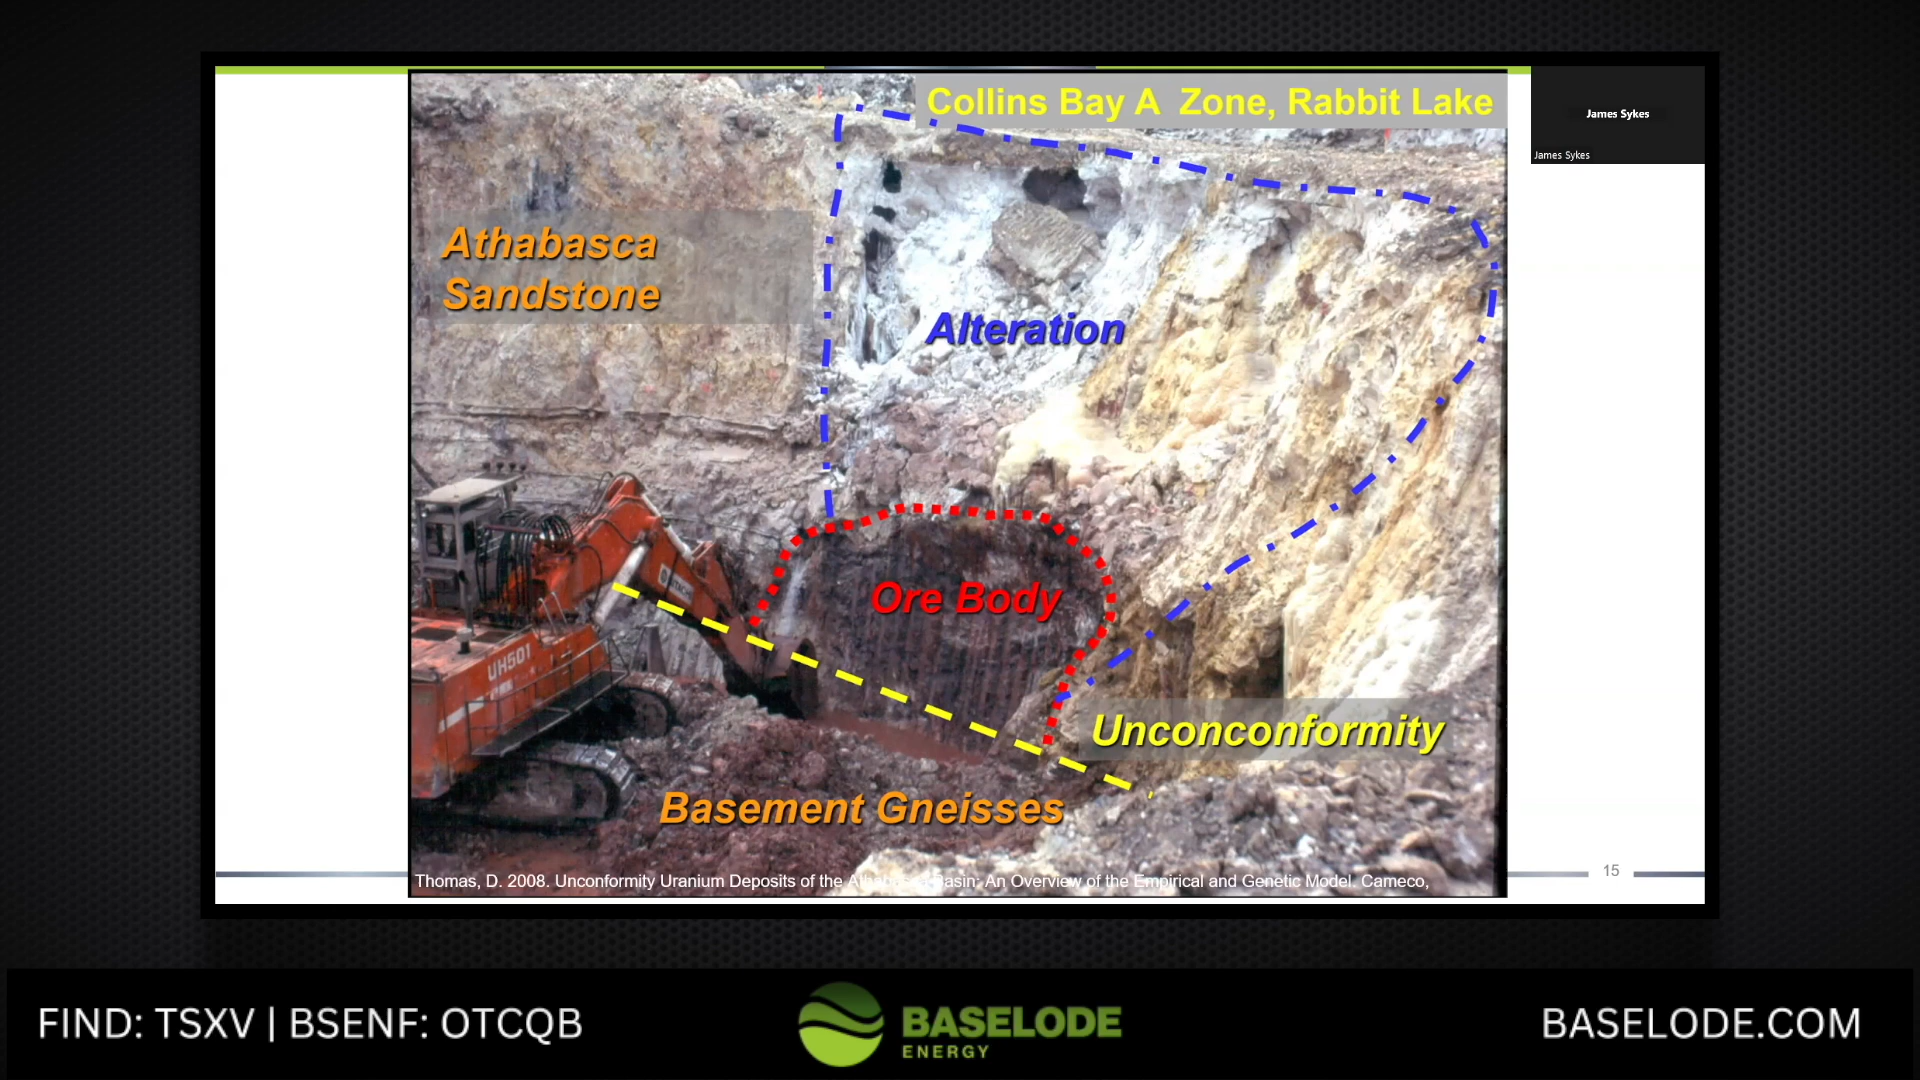 Collins Bay A Zone, Rabbit Lake
James Sykes
James Sykes
Athabasca
Sandstone
Alteration
Ore Body
UH501
Unconconformity
Basement Gneisses
Thomas, D. 2008. Unconformity Uranium Deposits of the Athabasca Basin: An Overview of the Empirical and Genetic Model. Cameco,
15
FIND: TSXV | BSENF: OTCQB
BASELODE
ENERGY
BASELODE.COM